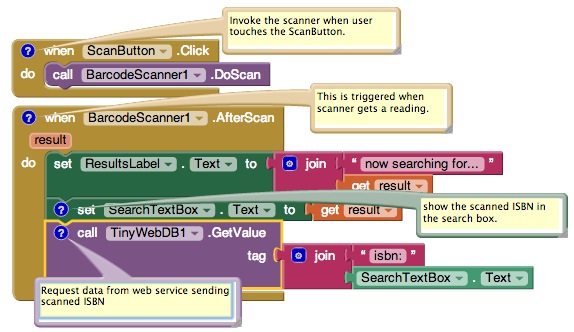 Invoke the scanner when user
touches the ScanButton.
? when ScanButton .Click
do call BarcodeScanner1 .DoScan
This is triggered when
scanner gets a reading.
? when BarcodeScanner1 .AfterScan
result
do set ResultsLabel . Text to join " now searching for... "
get result
show the scanned ISBN in
the search box.
? set SearchTextBox . Text to get result
? call TinyWebDB1 .GetValue
tag join " isbn: "
SearchTextBox . Text
Request data from web service sending
scanned ISBN